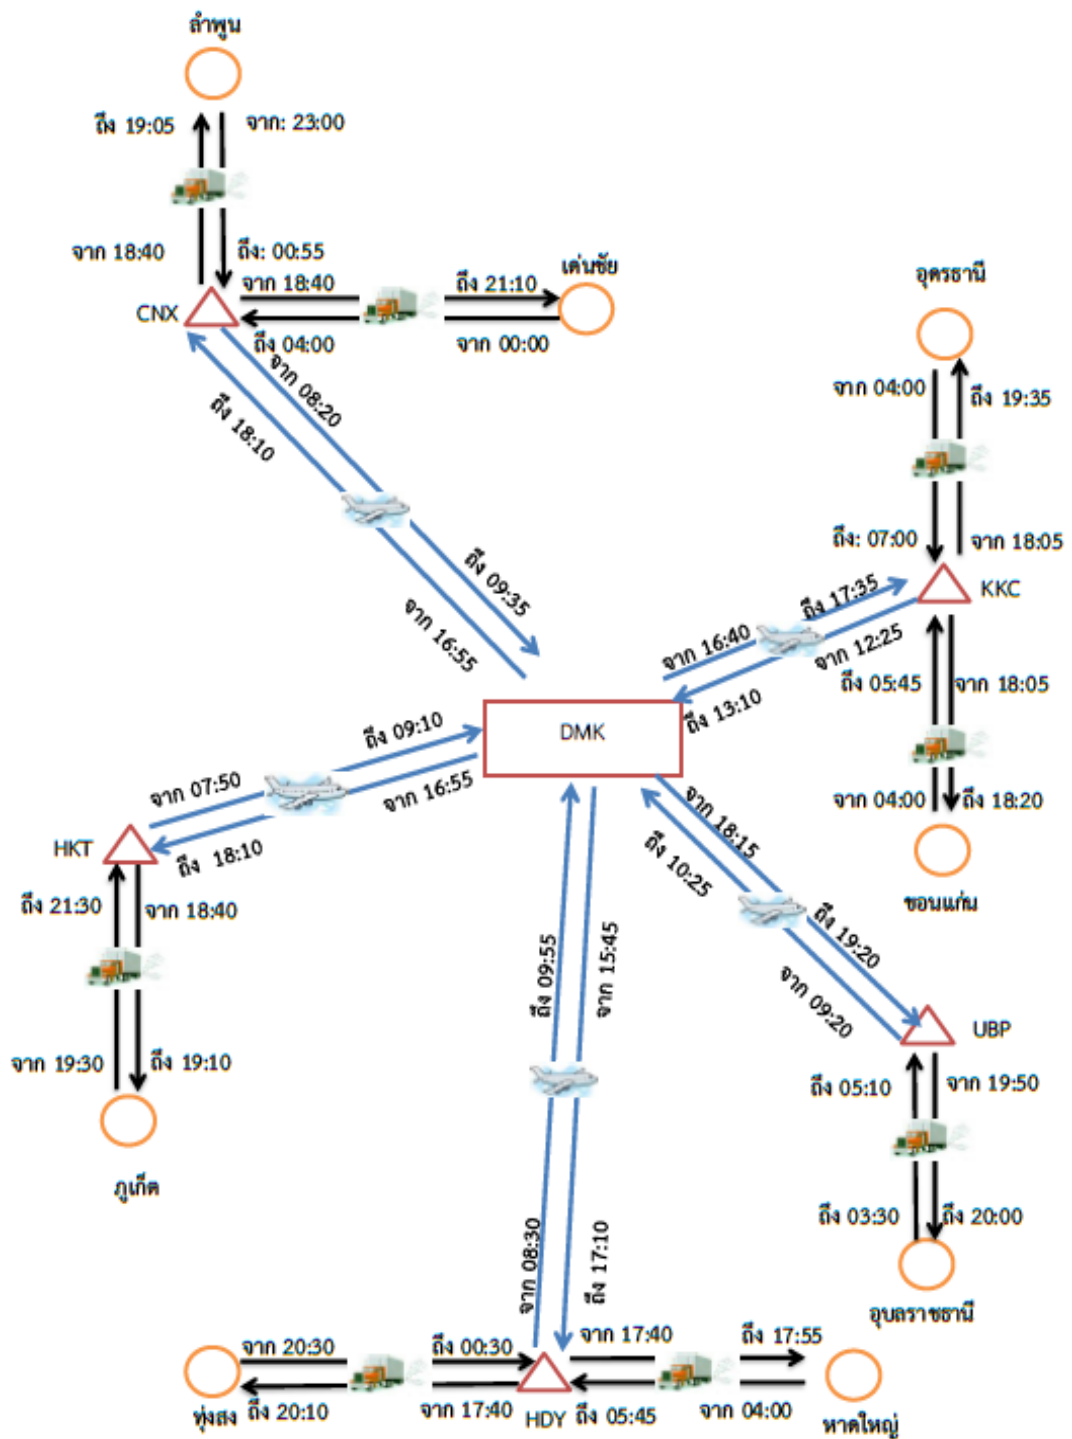 ลำพูน
ถึง 19:05
จาก: 23:00
จาก 18:40
ถึง: 00:55
CNX
จาก 18:40
ถึง 21:10
เด่นชัย
ถึง 04:00
จาก 00:00
จาก 08:20
ถึง 18:10
ถึง 09:35
จาก 16:55
อุดรธานี
จาก 04:00
ถึง 19:35
ถึง: 07:00
จาก 18:05
KKC
จาก 16:40
ถึง 17:35
จาก 12:25
ถึง 13:10
ถึง 05:45
จาก 18:05
จาก 04:00
ถึง 18:20
ขอนแก่น
DMK
ถึง 09:10
จาก 07:50
จาก 16:55
ถึง 18:10
HKT
ถึง 21:30
จาก 18:40
จาก 19:30
ถึง 19:10
ภูเก็ต
จาก 18:15
ถึง 10:25
ถึง 19:20
จาก 09:20
UBP
ถึง 05:10
จาก 19:50
ถึง 03:30
ถึง 20:00
อุบลราชธานี
ถึง 09:55
จาก 15:45
จาก 08:30
ถึง 17:10
จาก 20:30
ถึง 00:30
จาก 17:40
ถึง 17:55
ทุ่งสง
ถึง 20:10
จาก 17:40
HDY
ถึง 05:45
จาก 04:00
หาดใหญ่